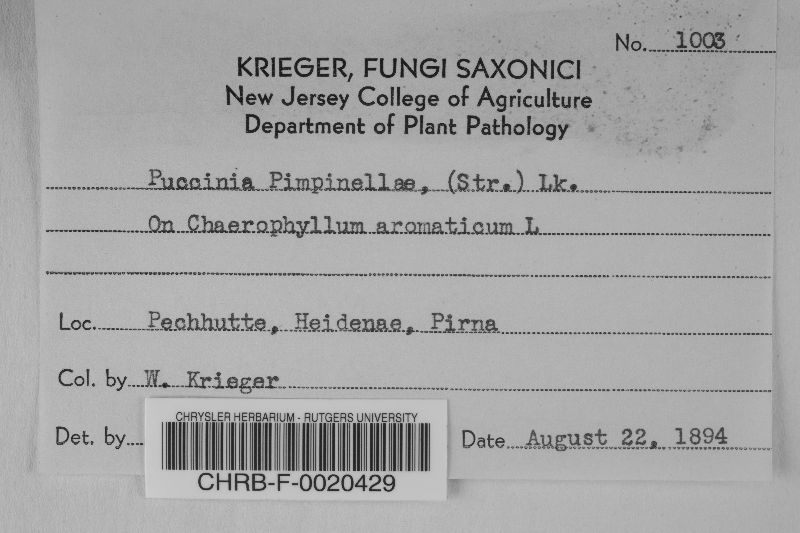 No. 1003
KRIEGER, FUNGI SAXONICI
New Jersey College of Agriculture
Department of Plant Pathology
Puccinia Pimpinellae, (Str.) Lk.
On Chaerophyllum aromaticum L
Loc. Pechhutte, Heidenae, Pirna
Col. by W. Krieger
Det. by
Date August 22, 1894
CHRYSLER HERBARIUM - RUTGERS UNIVERSITY
CHRB-F-0020429